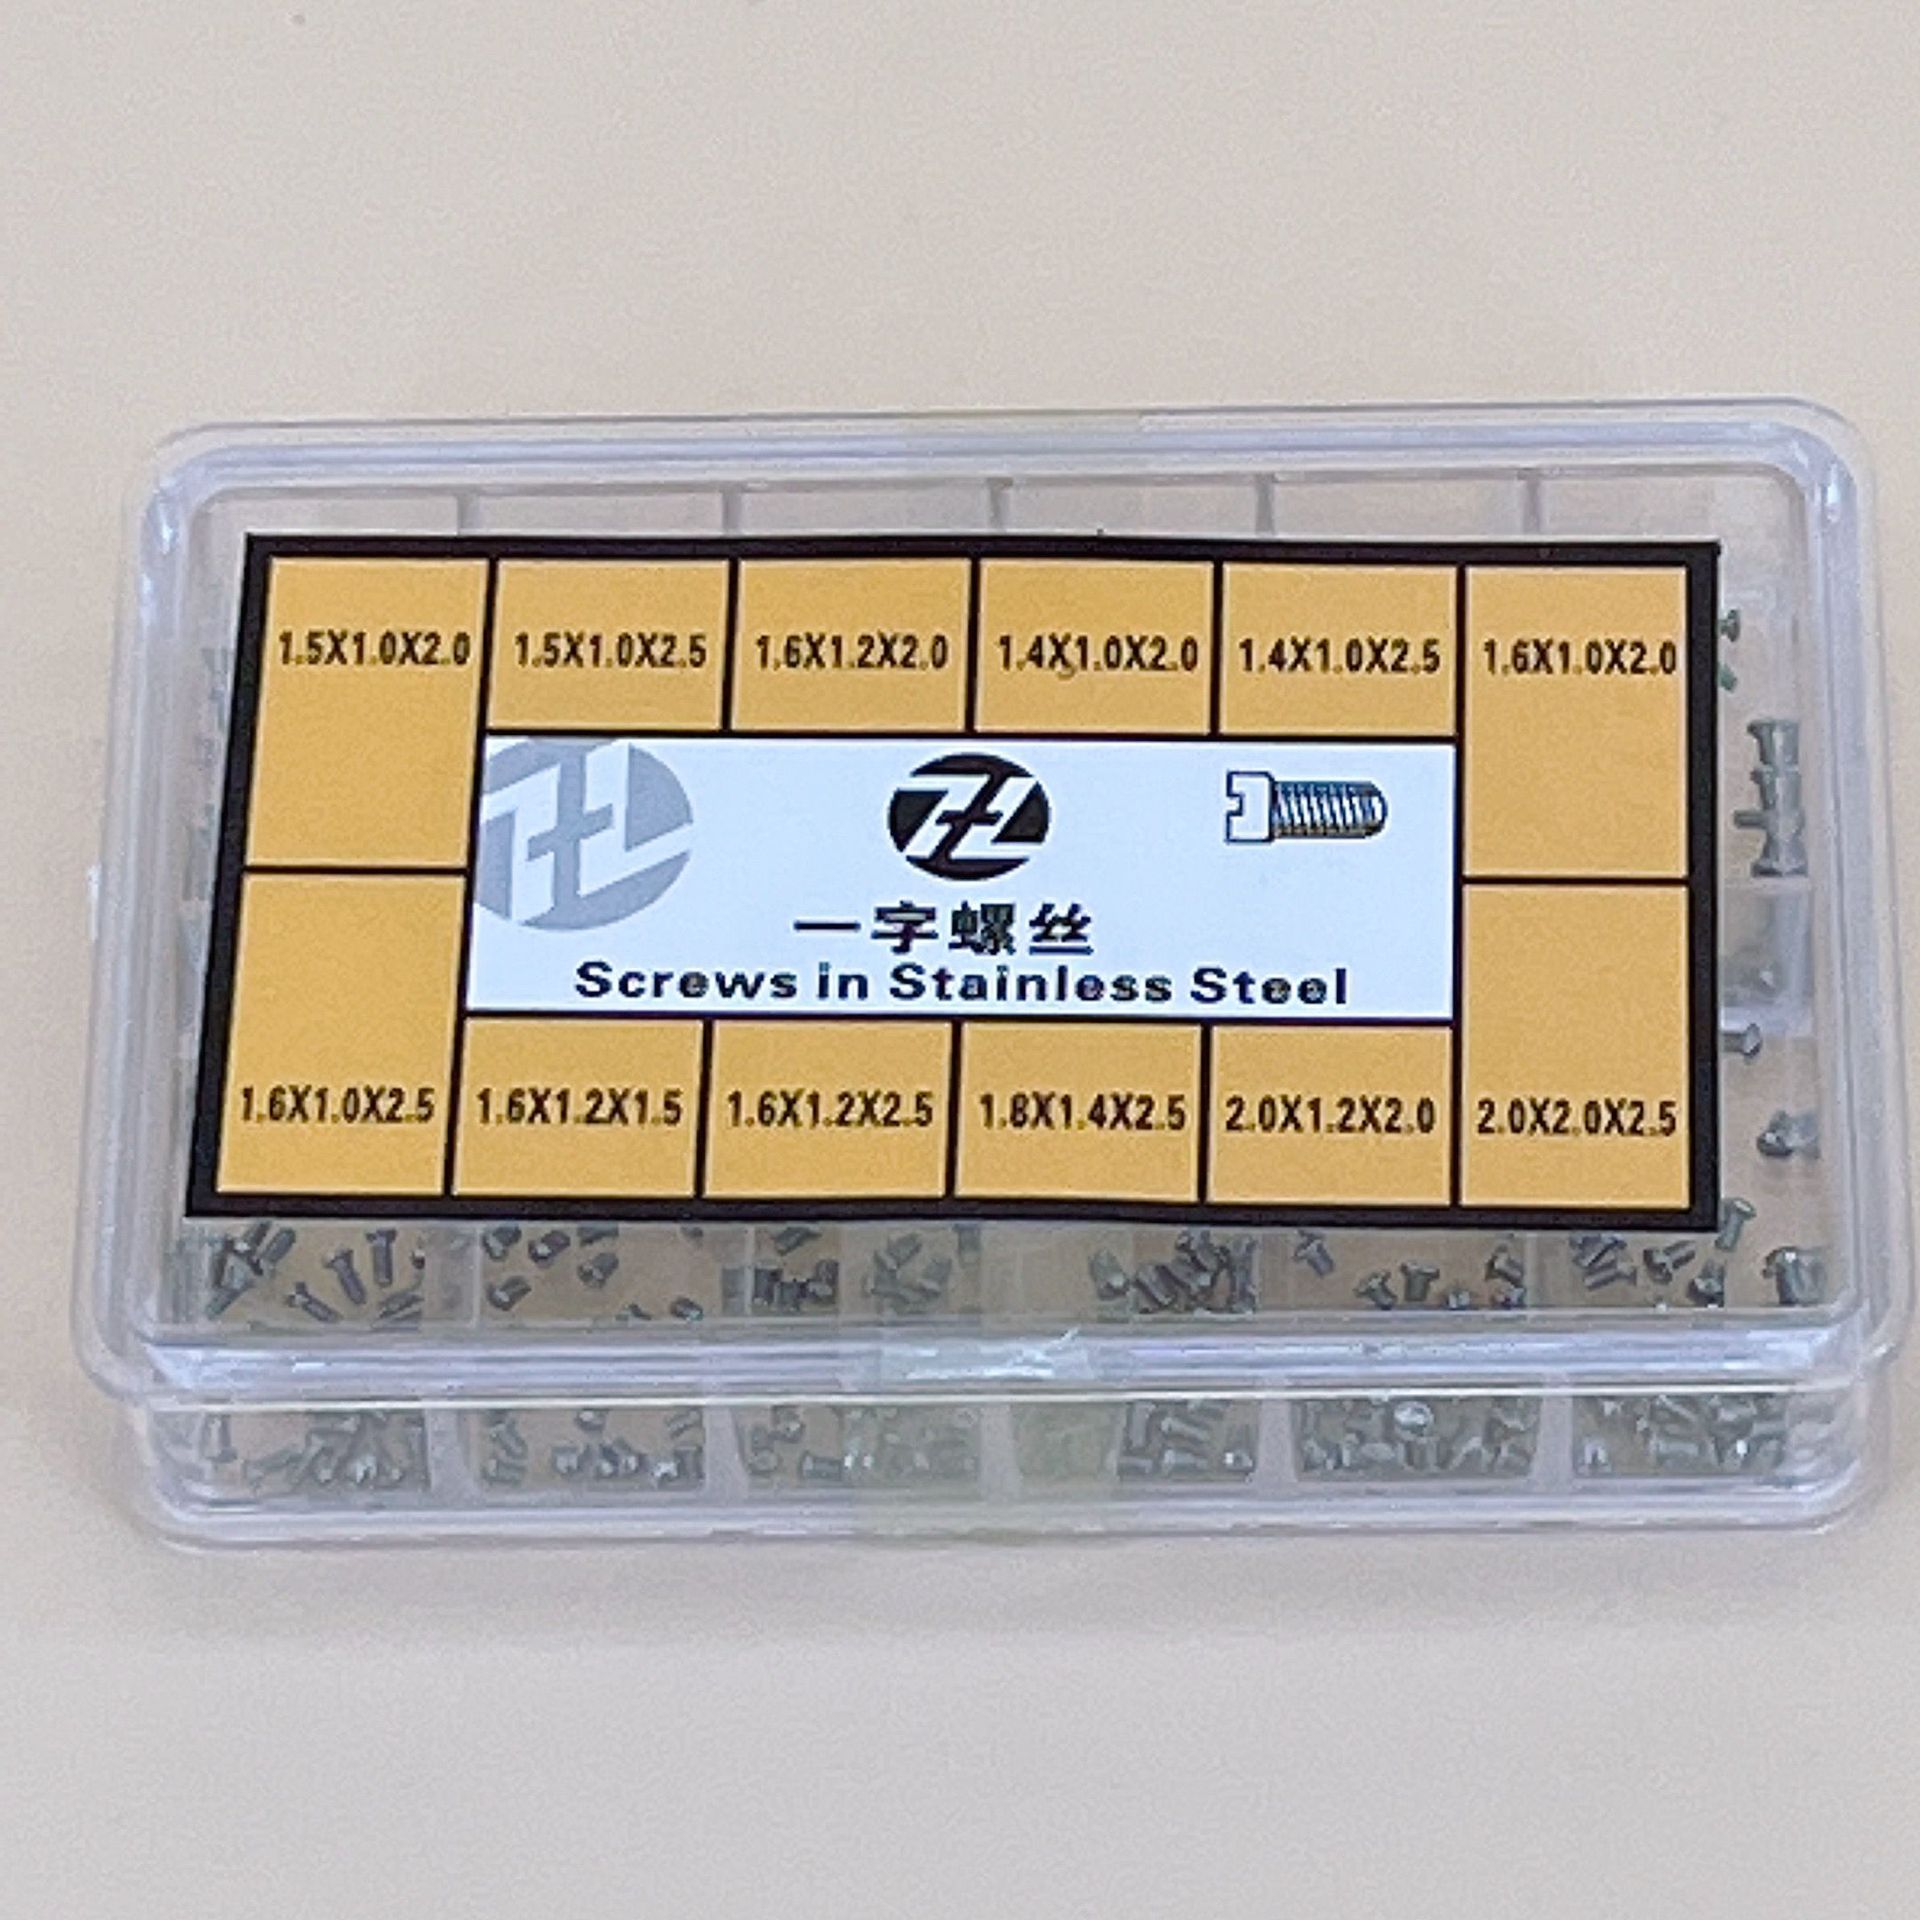 1.5X1.0X2.0 1.5X1.0X2.5 1.6X1.2X2.0 1.4X1.0X2.0 1.4X1.0X2.5 1.6X1.0X2.0
一字螺丝
Screws in Stainless Steel
1.6X1.0X2.5 1.6X1.2X1.5 1.6X1.2X2.5 1.8X1.4X2.5 2.0X1.2X2.0 2.0X2.0X2.5